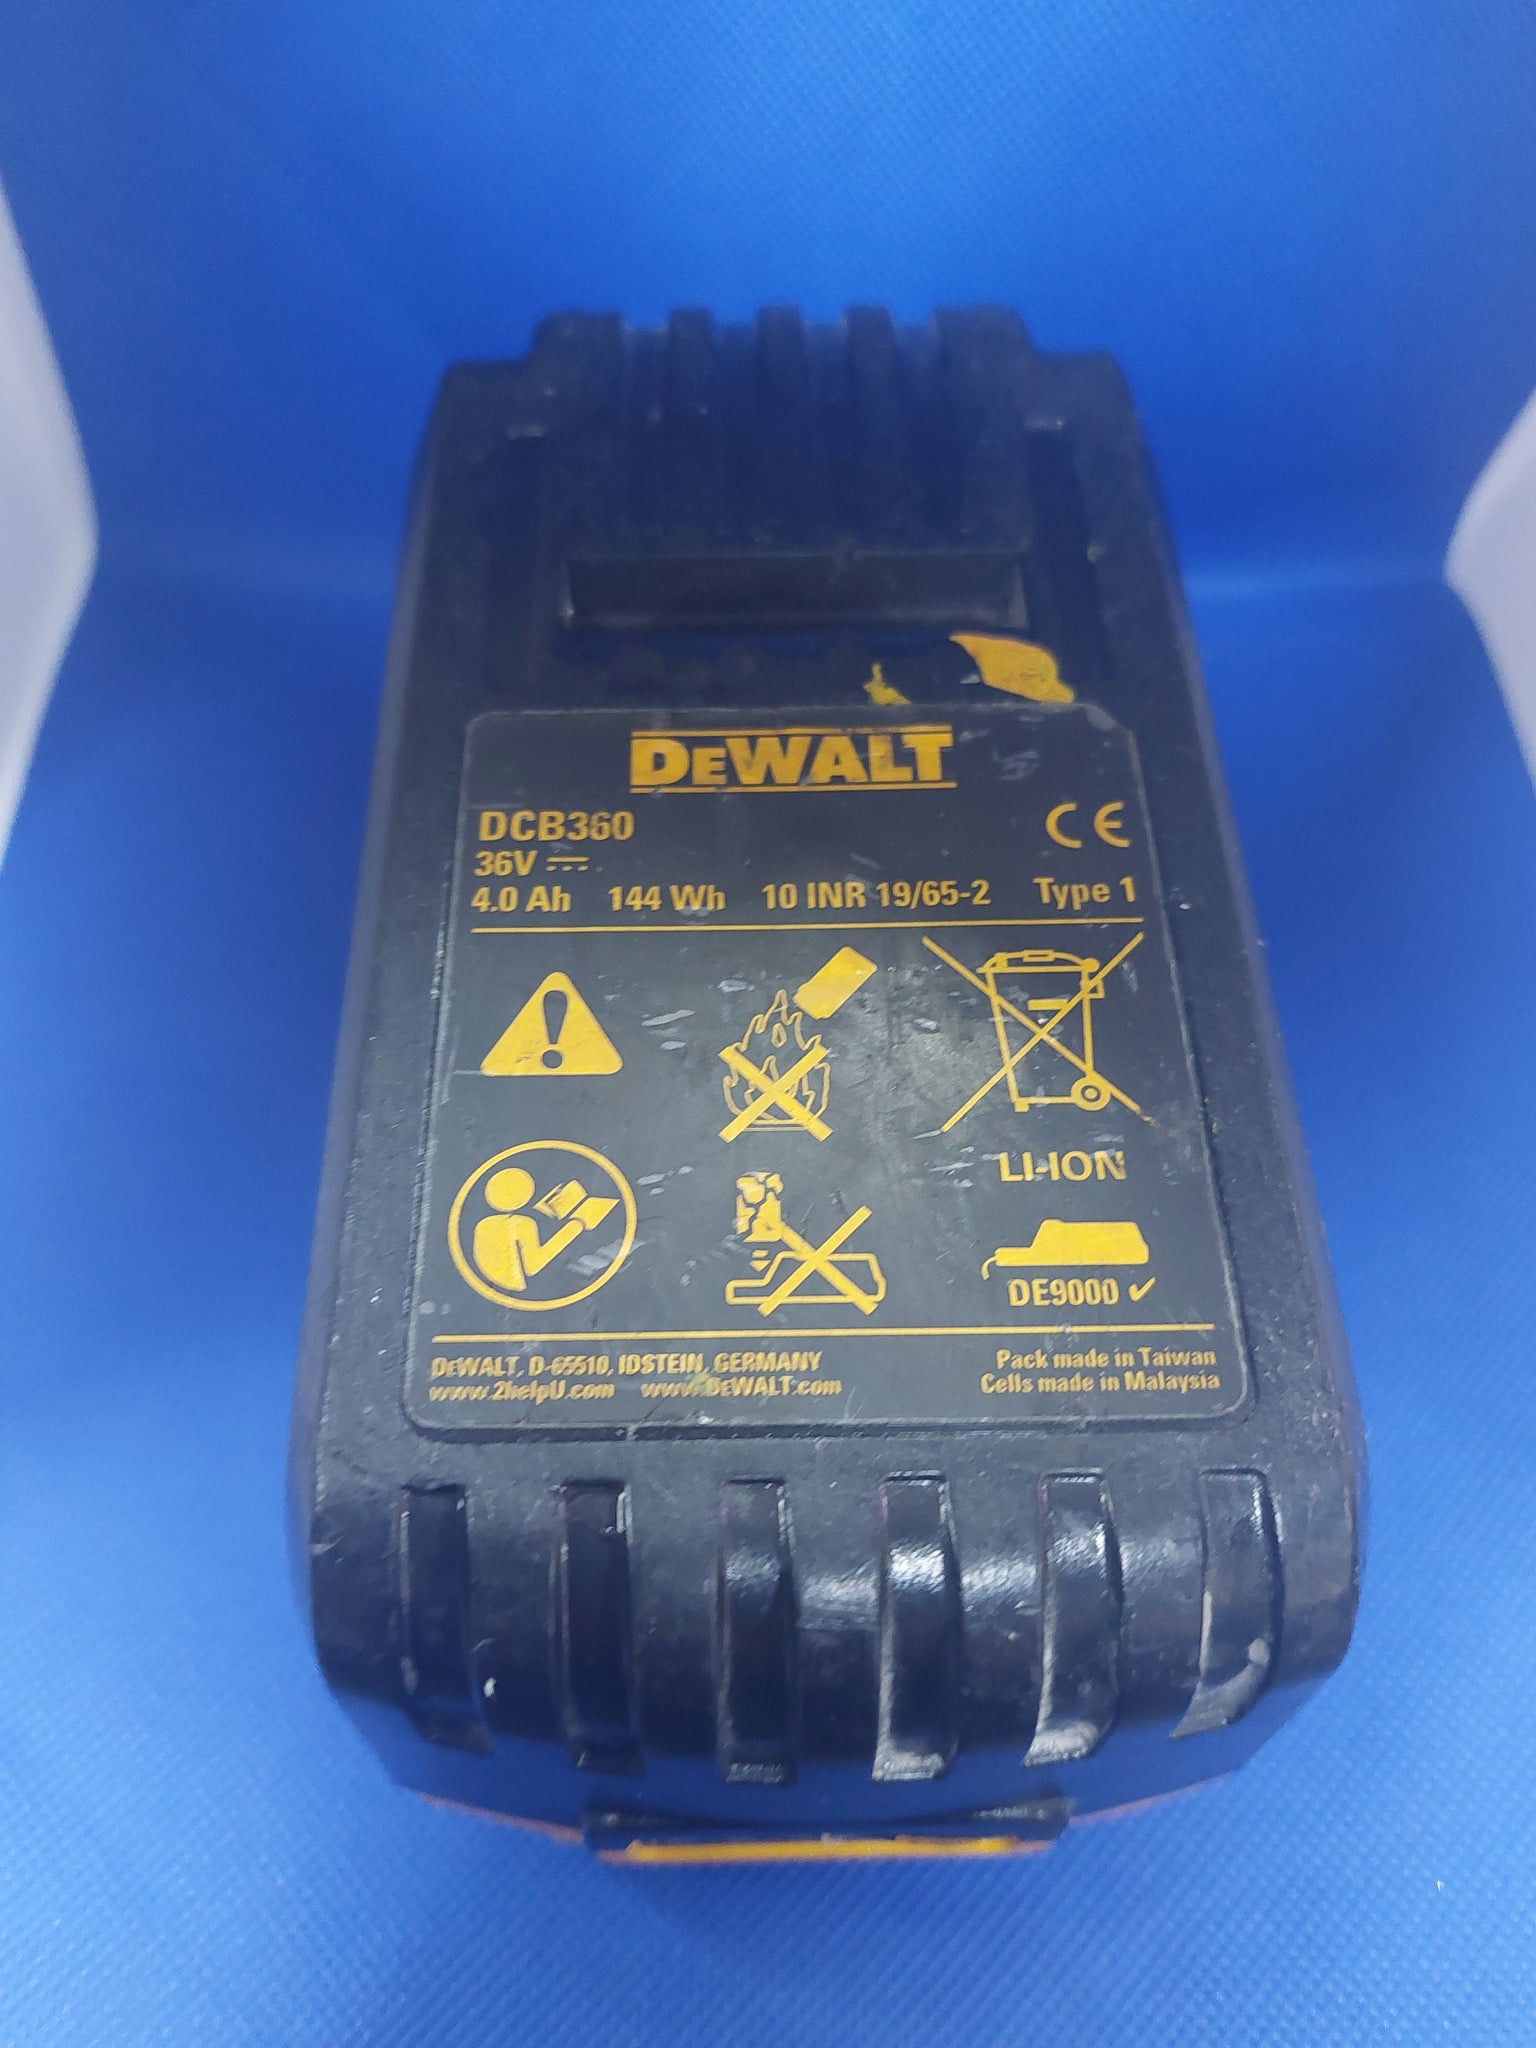 DEWALT
DCB360
CE
36V
4.0 Ah 144 Wh 10 INR 19/65-2 Type 1
LI-ION
DE9000 ✓
DEWALT, D-65510, IDSTEIN, GERMANY
www.2helpU.com www.DEWALT.com
Pack made in Taiwan
Cells made in Malaysia